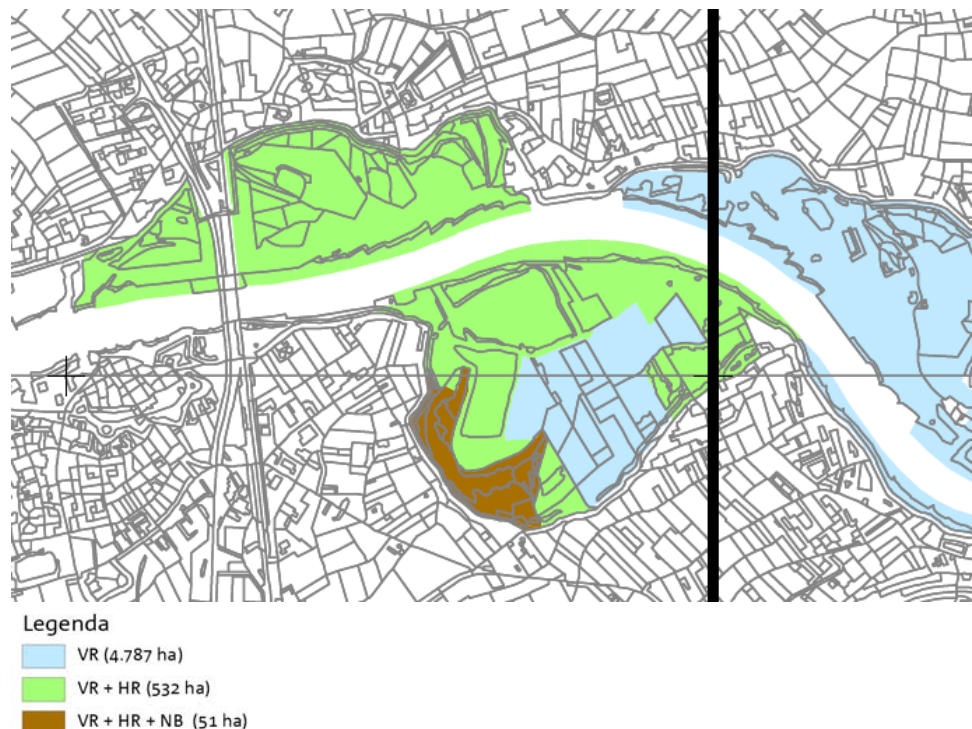 Legenda
VR (4.787 ha)
VR + HR (532 ha)
VR + HR + NB (51 ha)